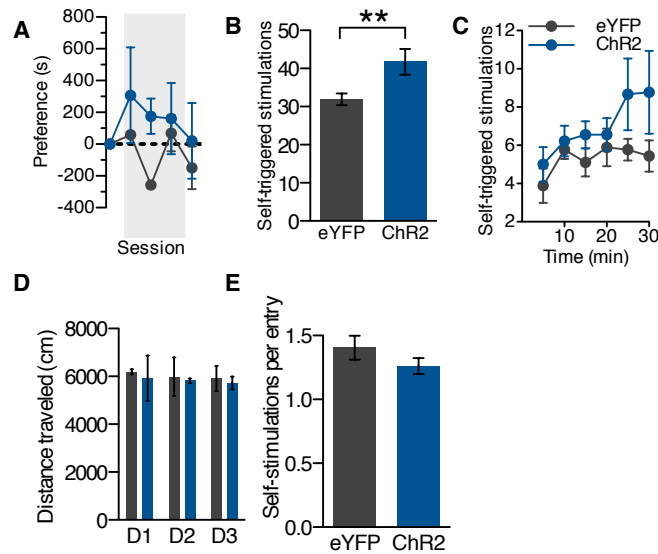 A
Preference (s)
800
600
400
200
0
-200
-400
Session
B
**
Self-triggered stimulations
50
40
30
20
10
0
eYFP
ChR2
C
eYFP
ChR2
Self-triggered stimulations
12
10
8
6
4
2
10
20
30
Time (min)
D
Distance traveled (cm)
8000
6000
4000
2000
0
D1
D2
D3
E
Self-stimulations per entry
1.5
1.0
0.5
0.0
eYFP
ChR2